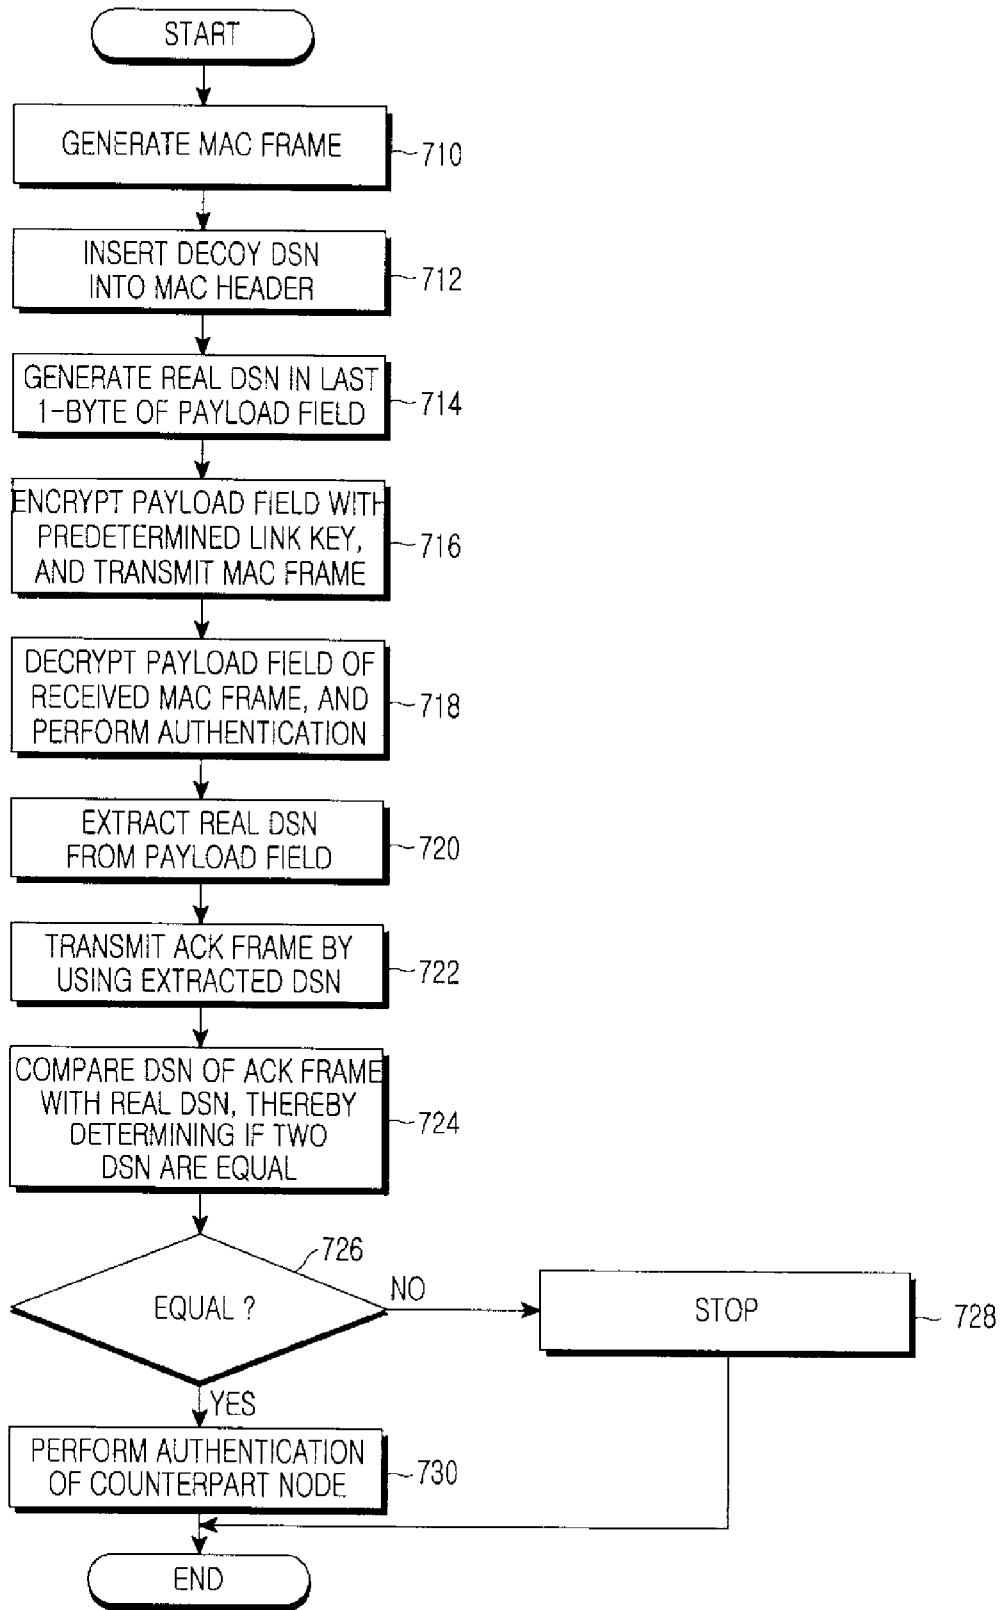 START
GENERATE MAC FRAME
710
INSERT DECOY DSN
INTO MAC HEADER
712
GENERATE REAL DSN IN LAST
1-BYTE OF PAYLOAD FIELD
714
ENCRYPT PAYLOAD FIELD WITH
PREDETERMINED LINK KEY,
AND TRANSMIT MAC FRAME
716
DECRYPT PAYLOAD FIELD OF
RECEIVED MAC FRAME, AND
PERFORM AUTHENTICATION
718
EXTRACT REAL DSN
FROM PAYLOAD FIELD
720
TRANSMIT ACK FRAME BY
USING EXTRACTED DSN
722
COMPARE DSN OF ACK FRAME
WITH REAL DSN, THEREBY
DETERMINING IF TWO
DSN ARE EQUAL
724
726
EQUAL ?
NO
STOP
728
YES
PERFORM AUTHENTICATION
OF COUNTERPART NODE
730
END